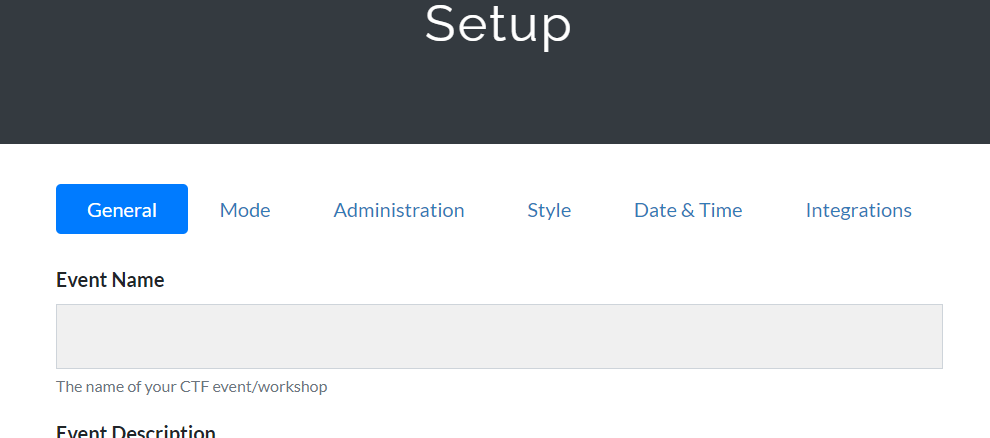 Setup
General Mode Administration Style Date & Time Integrations
Event Name
The name of your CTF event/workshop
Event Description